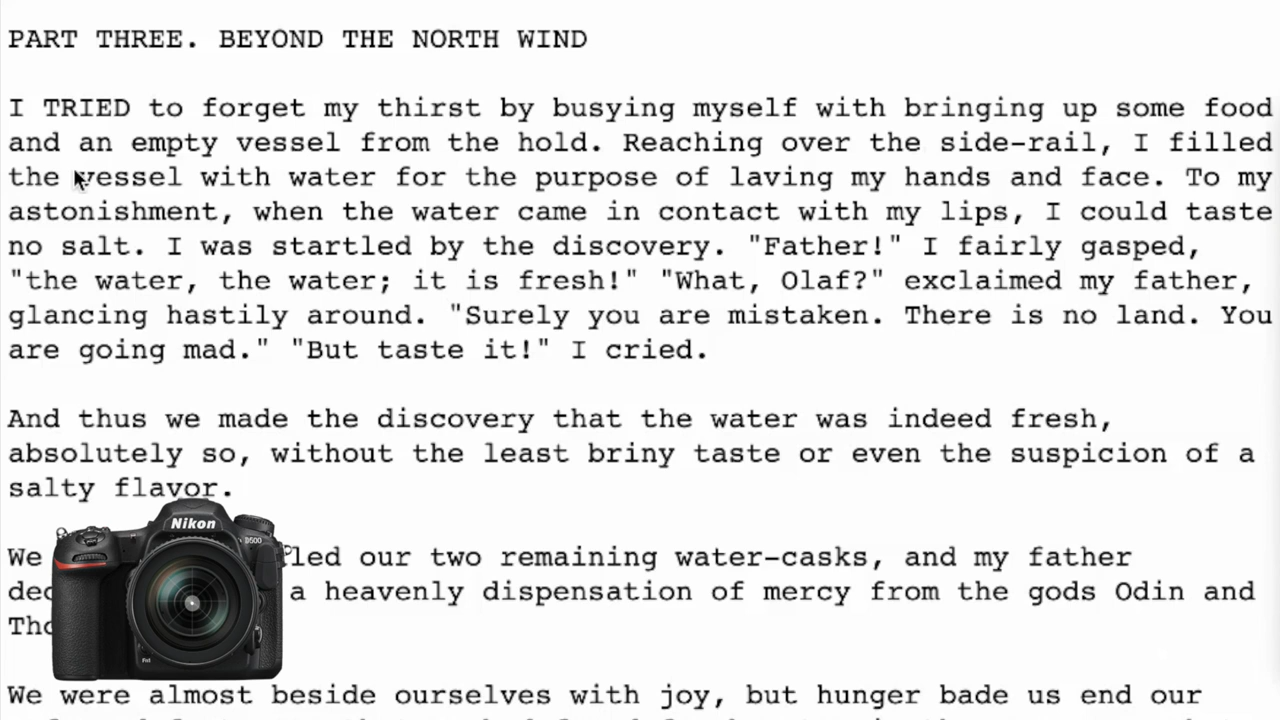 PART THREE. BEYOND THE NORTH WIND
I TRIED to forget my thirst by busying myself with bringing up some food
and an empty vessel from the hold. Reaching over the side-rail, I filled
the vessel with water for the purpose of laving my hands and face. To my
astonishment, when the water came in contact with my lips, I could taste
no salt. I was startled by the discovery. "Father!" I fairly gasped,
"the water, the water; it is fresh!" "What, Olaf?" exclaimed my father,
glancing hastily around. "Surely you are mistaken. There is no land. You
are going mad." "But taste it!" I cried.
And thus we made the discovery that the water was indeed fresh,
absolutely so, without the least briny taste or even the suspicion of a
salty flavor.
We our two remaining water-casks, and my father
a heavenly dispensation of mercy from the gods Odin and
We were almost beside ourselves with joy, but hunger bade us end our
Nikon
D500